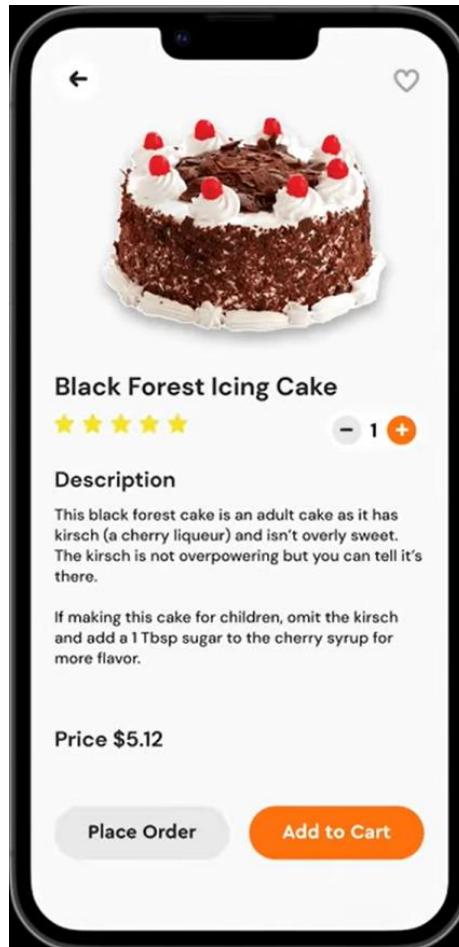 Black Forest Icing Cake
− 1 +
Description
This black forest cake is an adult cake as it has
kirsch (a cherry liqueur) and isn't overly sweet.
The kirsch is not overpowering but you can tell it's
there.
If making this cake for children, omit the kirsch
and add a 1 Tbsp sugar to the cherry syrup for
more flavor.
Price $5.12
Place Order
Add to Cart